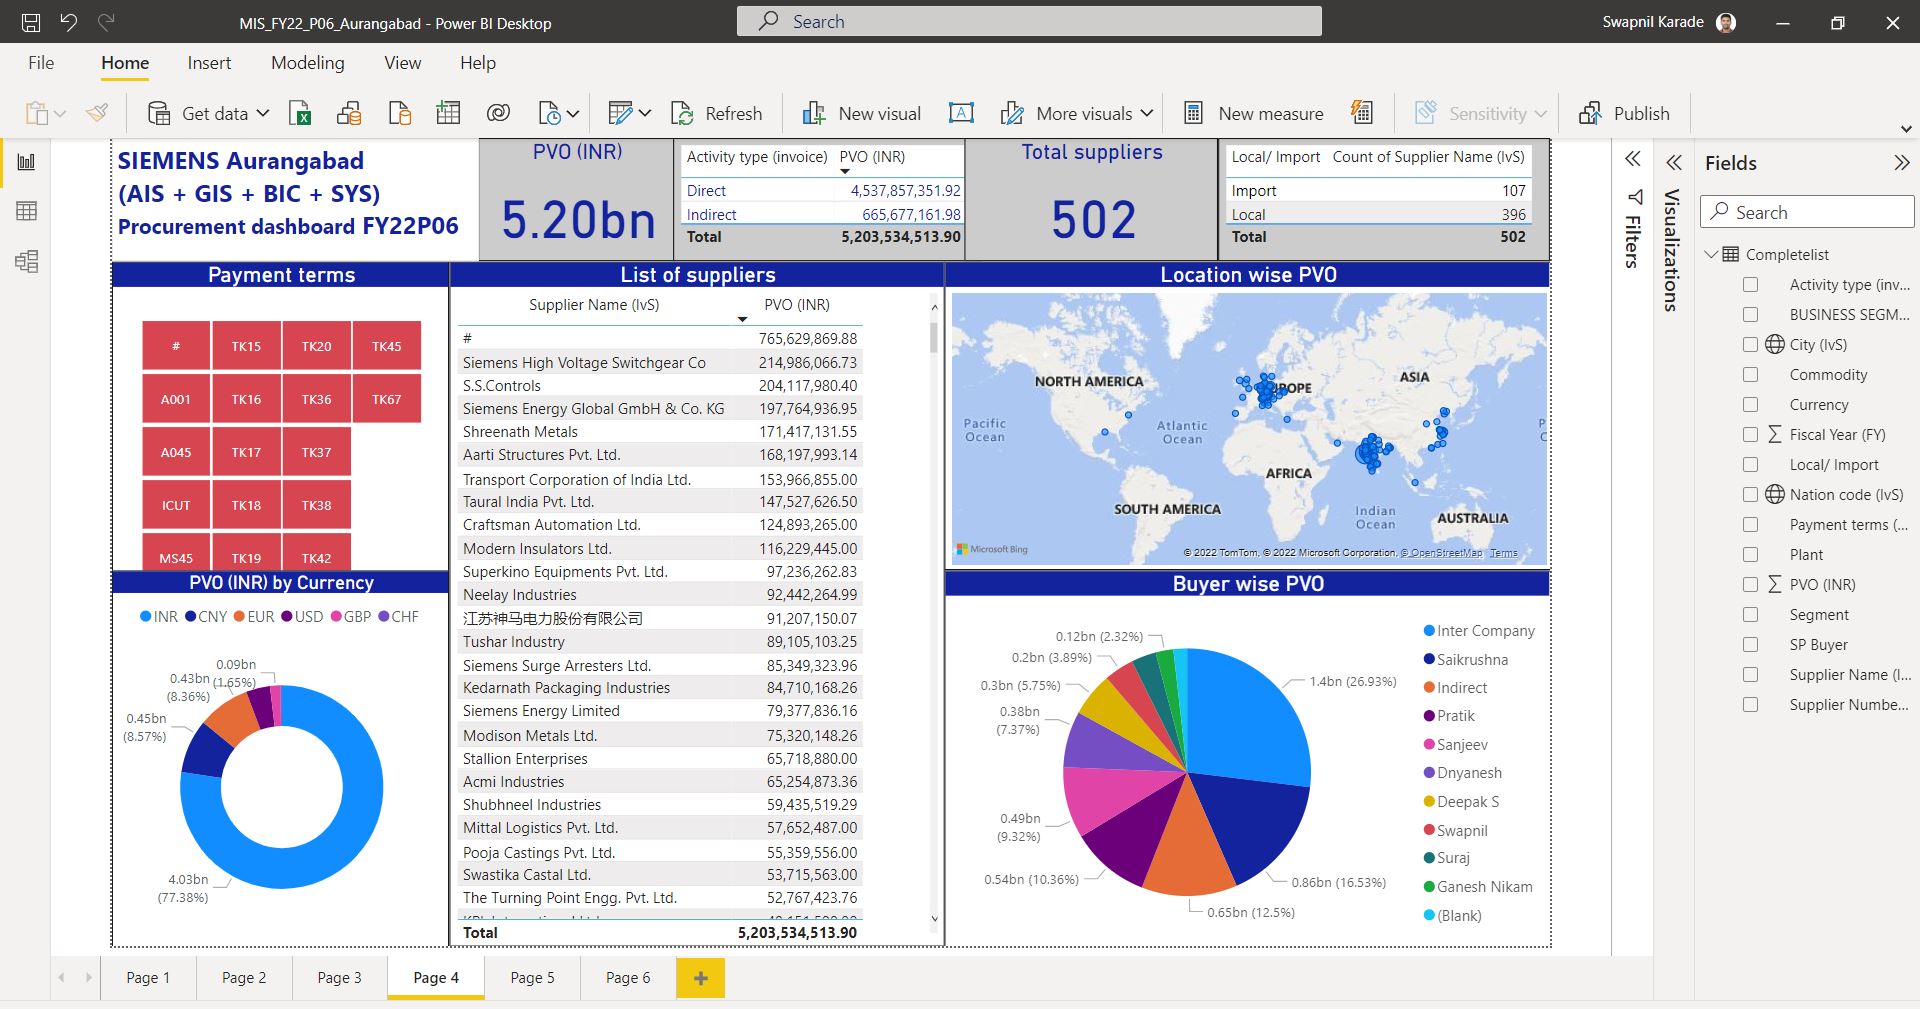 MIS_FY22_P06_Aurangabad - Power BI Desktop
Search
Swapnil Karade
File Home Insert Modeling View Help
Get data Refresh New visual More visuals New measure Sensitivity Publish
SIEMENS Aurangabad
(AIS + GIS + BIC + SYS)
Procurement dashboard FY22P06
PVO (INR)
5.20bn
Activity type (invoice) PVO (INR)
Direct 4,537,857,351.92
Indirect 665,677,161.98
Total 5,203,534,513.90
Total suppliers
502
Local/ Import Count of Supplier Name (IvS)
Import 107
Local 396
Total 502
Payment terms
# TK15 TK20 TK45
A001 TK16 TK36 TK67
A045 TK17 TK37
ICUT TK18 TK38
MS45 TK19 TK42
PVO (INR) by Currency
INR CNY EUR USD GBP CHF
0.09bn
(1.65%)
0.43bn
(8.36%)
0.45bn
(8.57%)
4.03bn
(77.38%)
List of suppliers
Supplier Name (IvS) PVO (INR)
# 765,629,869.88
Siemens High Voltage Switchgear Co 214,986,066.73
S.S.Controls 204,117,980.40
Siemens Energy Global GmbH & Co. KG 197,764,936.95
Shreenath Metals 171,417,131.55
Aarti Structures Pvt. Ltd. 168,197,993.14
Transport Corporation of India Ltd. 153,966,855.00
Taural India Pvt. Ltd. 147,527,626.50
Craftsman Automation Ltd. 124,893,265.00
Modern Insulators Ltd. 116,229,445.00
Superkino Equipments Pvt. Ltd. 97,236,262.83
Neelay Industries 92,442,264.99
江苏神马电力股份有限公司 91,207,150.07
Tushar Industry 89,105,103.25
Siemens Surge Arresters Ltd. 85,349,323.96
Kedarnath Packaging Industries 84,710,168.26
Siemens Energy Limited 79,377,836.16
Modison Metals Ltd. 75,320,148.26
Stallion Enterprises 65,718,880.00
Acmi Industries 65,254,873.36
Shubhneel Industries 59,435,519.29
Mittal Logistics Pvt. Ltd. 57,652,487.00
Pooja Castings Pvt. Ltd. 55,359,556.00
Swastika Castal Ltd. 53,715,563.00
The Turning Point Engg. Pvt. Ltd. 52,767,423.76
Total 5,203,534,513.90
Location wise PVO
NORTH AMERICA
EUROPE
ASIA
Pacific
Ocean
Atlantic
Ocean
AFRICA
SOUTH AMERICA
Indian
Ocean
AUSTRALIA
Microsoft Bing
© 2022 TomTom, © 2022 Microsoft Corporation, © OpenStreetMap Terms
Buyer wise PVO
0.12bn (2.32%)
0.2bn (3.89%)
0.3bn (5.75%)
0.38bn
(7.37%)
0.49bn
(9.32%)
0.54bn (10.36%)
0.65bn (12.5%)
0.86bn (16.53%)
1.4bn (26.93%)
Inter Company
Saikrushna
Indirect
Pratik
Sanjeev
Dnyanesh
Deepak S
Swapnil
Suraj
Ganesh Nikam
(Blank)
Filters
Visualizations
Fields
Search
Completelist
Activity type (inv...
BUSINESS SEGM...
City (IvS)
Commodity
Currency
Fiscal Year (FY)
Local/ Import
Nation code (IvS)
Payment terms (...
Plant
PVO (INR)
Segment
SP Buyer
Supplier Name (I...
Supplier Numbe...
Page 1 Page 2 Page 3 Page 4 Page 5 Page 6